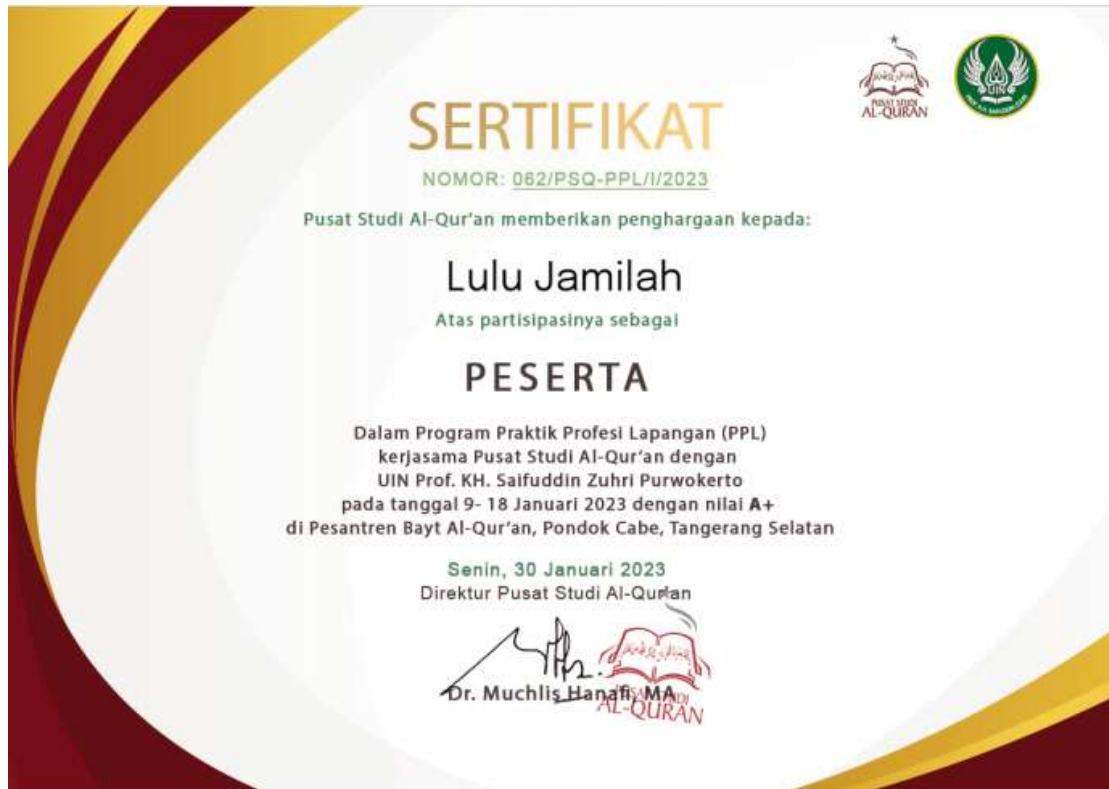 PUSAT STUDI
AL-QURAN
UIN
SERTIFIKAT
NOMOR: 062/PSQ-PPL/I/2023
Pusat Studi Al-Qur'an memberikan penghargaan kepada:
Lulu Jamilah
Atas partisipasinya sebagai
PESERTA
Dalam Program Praktik Profesi Lapangan (PPL)
kerjasama Pusat Studi Al-Qur'an dengan
UIN Prof. KH. Saifuddin Zuhri Purwokerto
pada tanggal 9- 18 Januari 2023 dengan nilai A+
di Pesantren Bayt Al-Qur'an, Pondok Cabe, Tangerang Selatan
Senin, 30 Januari 2023
Direktur Pusat Studi Al-Qur'an
Dr. Muchlis Hanafi, MA
PUSAT STUDI
AL-QURAN